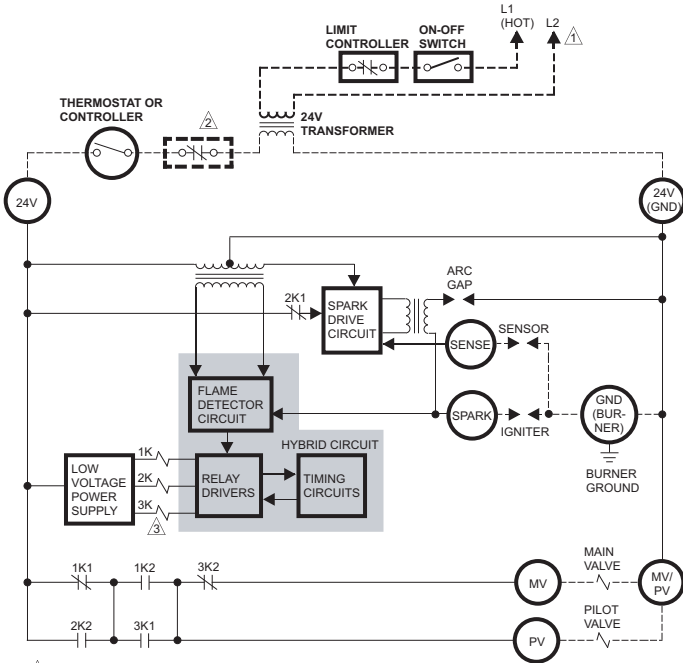 L1
(HOT)
L2
1
LIMIT
CONTROLLER
ON-OFF
SWITCH
THERMOSTAT OR
CONTROLLER
2
24V
TRANSFORMER
24V
24V
(GND)
2K1
SPARK
DRIVE
CIRCUIT
ARC
GAP
SENSE
SENSOR
FLAME
DETECTOR
CIRCUIT
SPARK
IGNITER
GND
(BUR-
NER)
BURNER
GROUND
HYBRID CIRCUIT
LOW
VOLTAGE
POWER
SUPPLY
1K
2K
3K
3
RELAY
DRIVERS
TIMING
CIRCUITS
1K1
1K2
3K2
MV
MAIN
VALVE
MV/
PV
2K2
3K1
PV
PILOT
VALVE